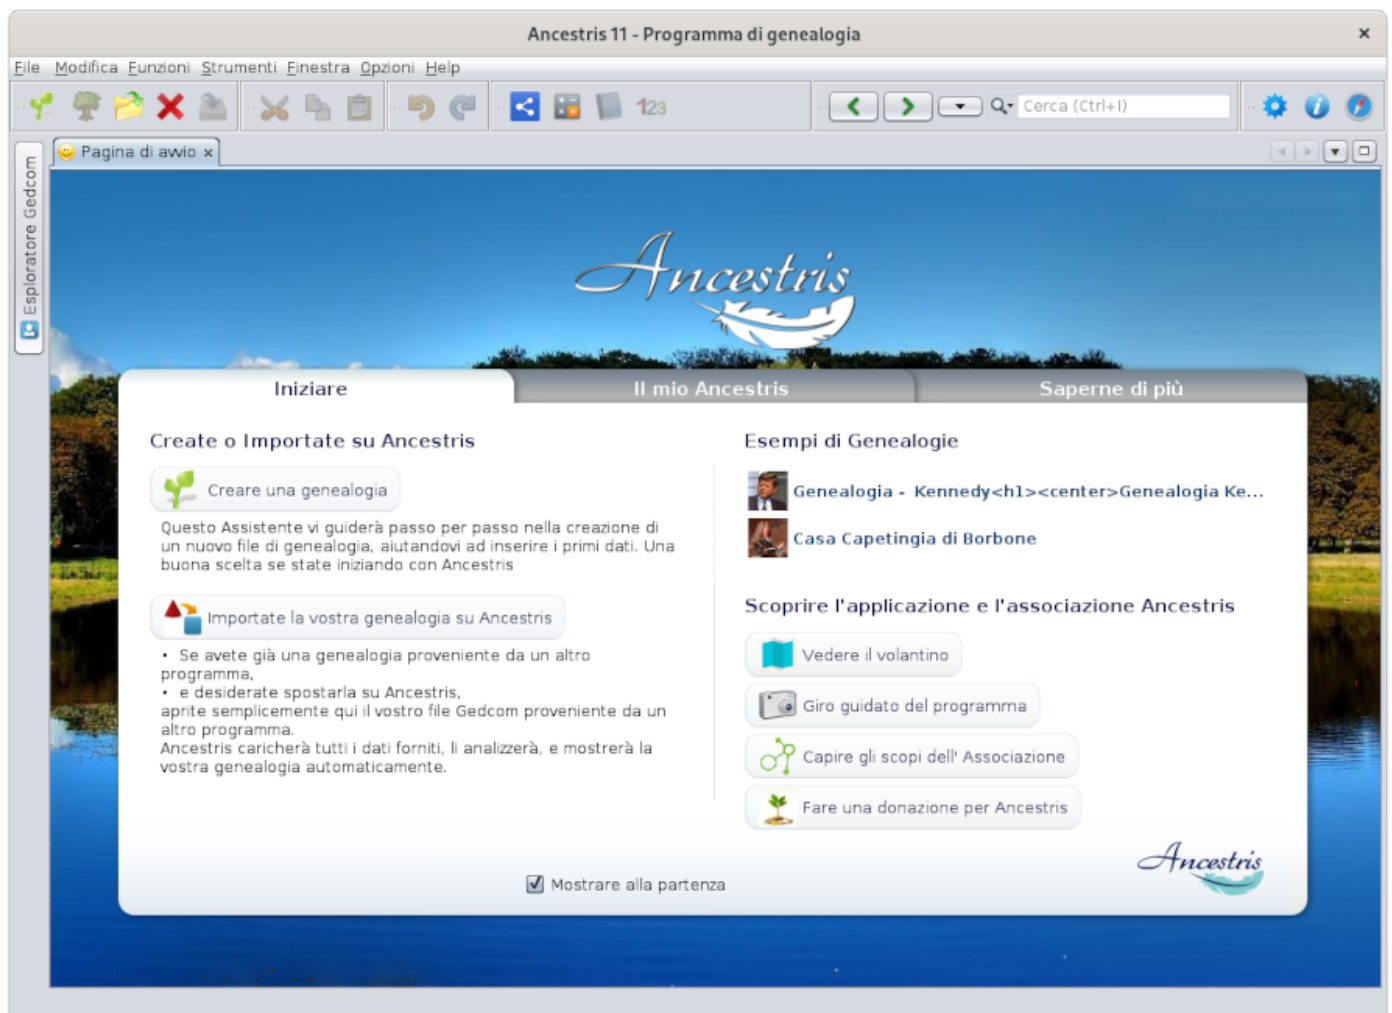 Ancestris 11 - Programma di genealogia
File Modifica Funzioni Strumenti Finestra Opzioni Help
123
Cerca (Ctrl+I)
Pagina di avvio
Esploratore Gedcom
Ancestris
Iniziare
Il mio Ancestris
Saperne di più
Create o Importate su Ancestris
Creare una genealogia
Questo Assistente vi guiderà passo per passo nella creazione di
un nuovo file di genealogia, aiutandovi ad inserire i primi dati. Una
buona scelta se state iniziando con Ancestris
Importate la vostra genealogia su Ancestris
• Se avete già una genealogia proveniente da un altro
programma,
• e desiderate spostarla su Ancestris,
aprite semplicemente qui il vostro file Gedcom proveniente da un
altro programma.
Ancestris caricherà tutti i dati forniti, li analizzerà, e mostrerà la
vostra genealogia automaticamente.
Esempi di Genealogie
Genealogia - Kennedy<h1><center>Genealogia Ke...
Casa Capetingia di Borbone
Scoprire l'applicazione e l'associazione Ancestris
Vedere il volantino
Giro guidato del programma
Capire gli scopi dell' Associazione
Fare una donazione per Ancestris
Ancestris
Mostrare alla partenza